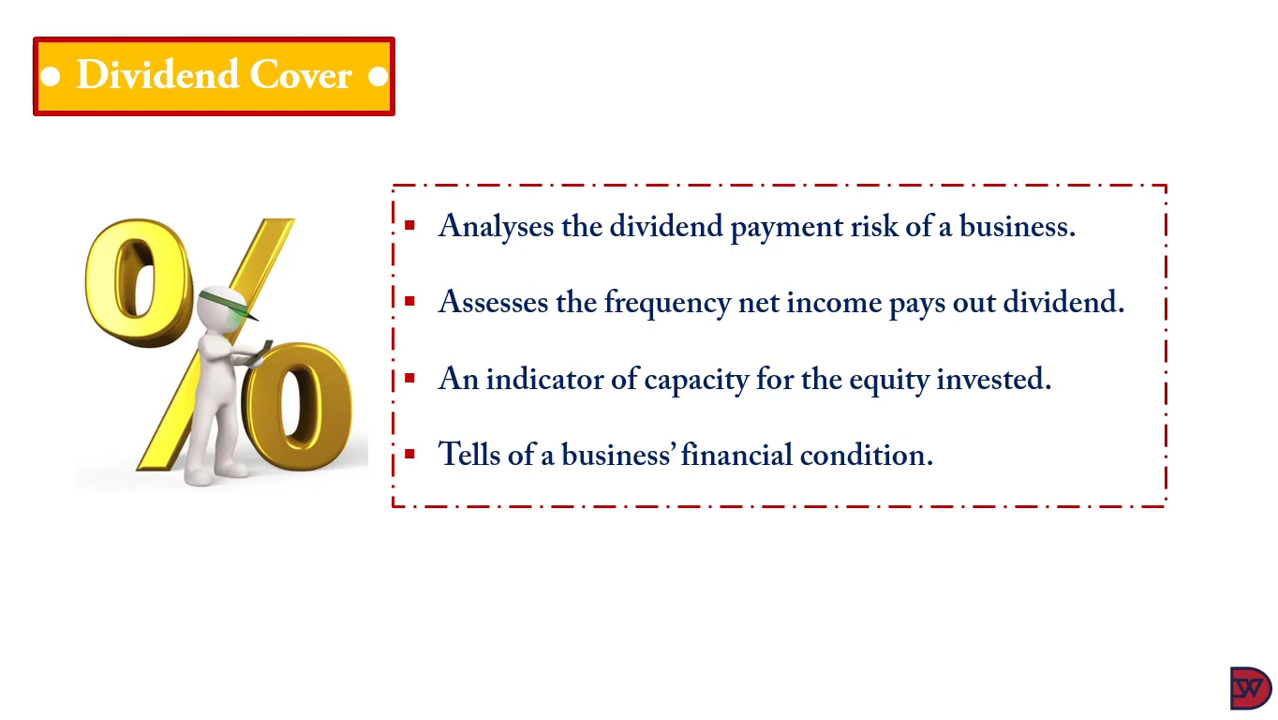 • Dividend Cover •
▪ Analyses the dividend payment risk of a business.
▪ Assesses the frequency net income pays out dividend.
▪ An indicator of capacity for the equity invested.
▪ Tells of a business’ financial condition.
DW